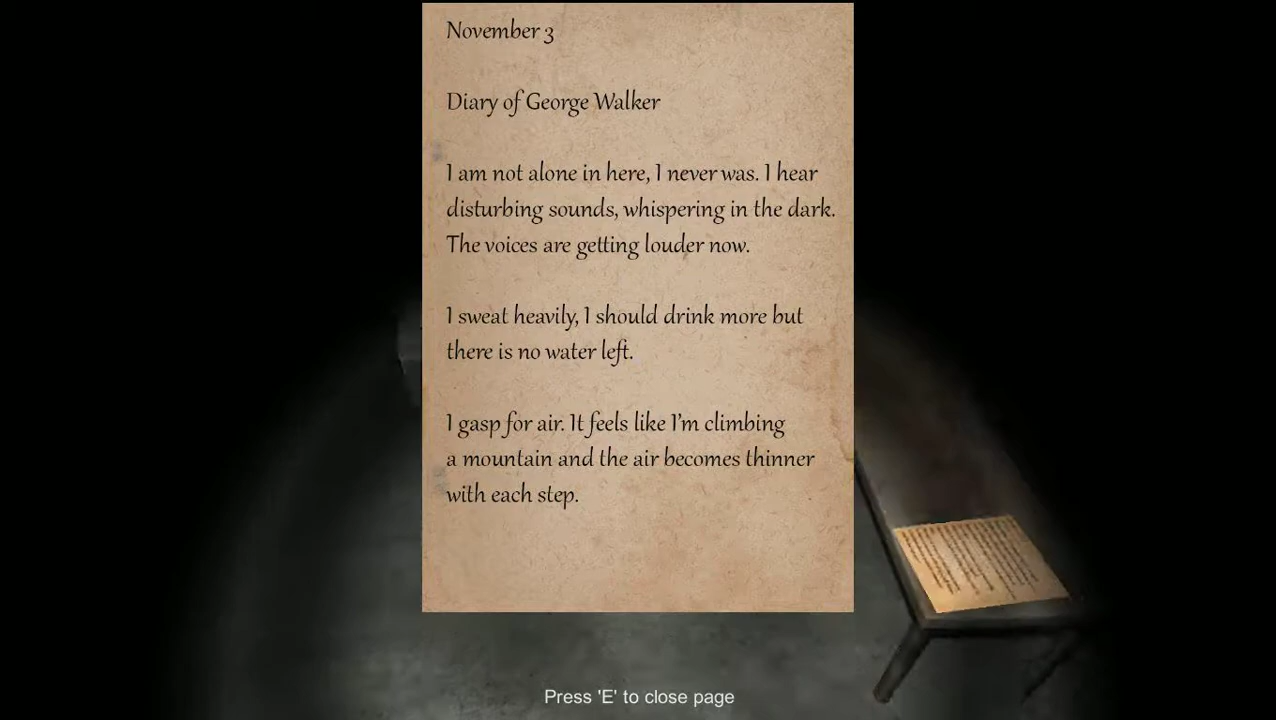 November 3
Diary of George Walker
I am not alone in here, I never was. I hear
disturbing sounds, whispering in the dark.
The voices are getting louder now.
I sweat heavily, I should drink more but
there is no water left.
I gasp for air. It feels like I'm climbing
a mountain and the air becomes thinner
with each step.
Press 'E' to close page